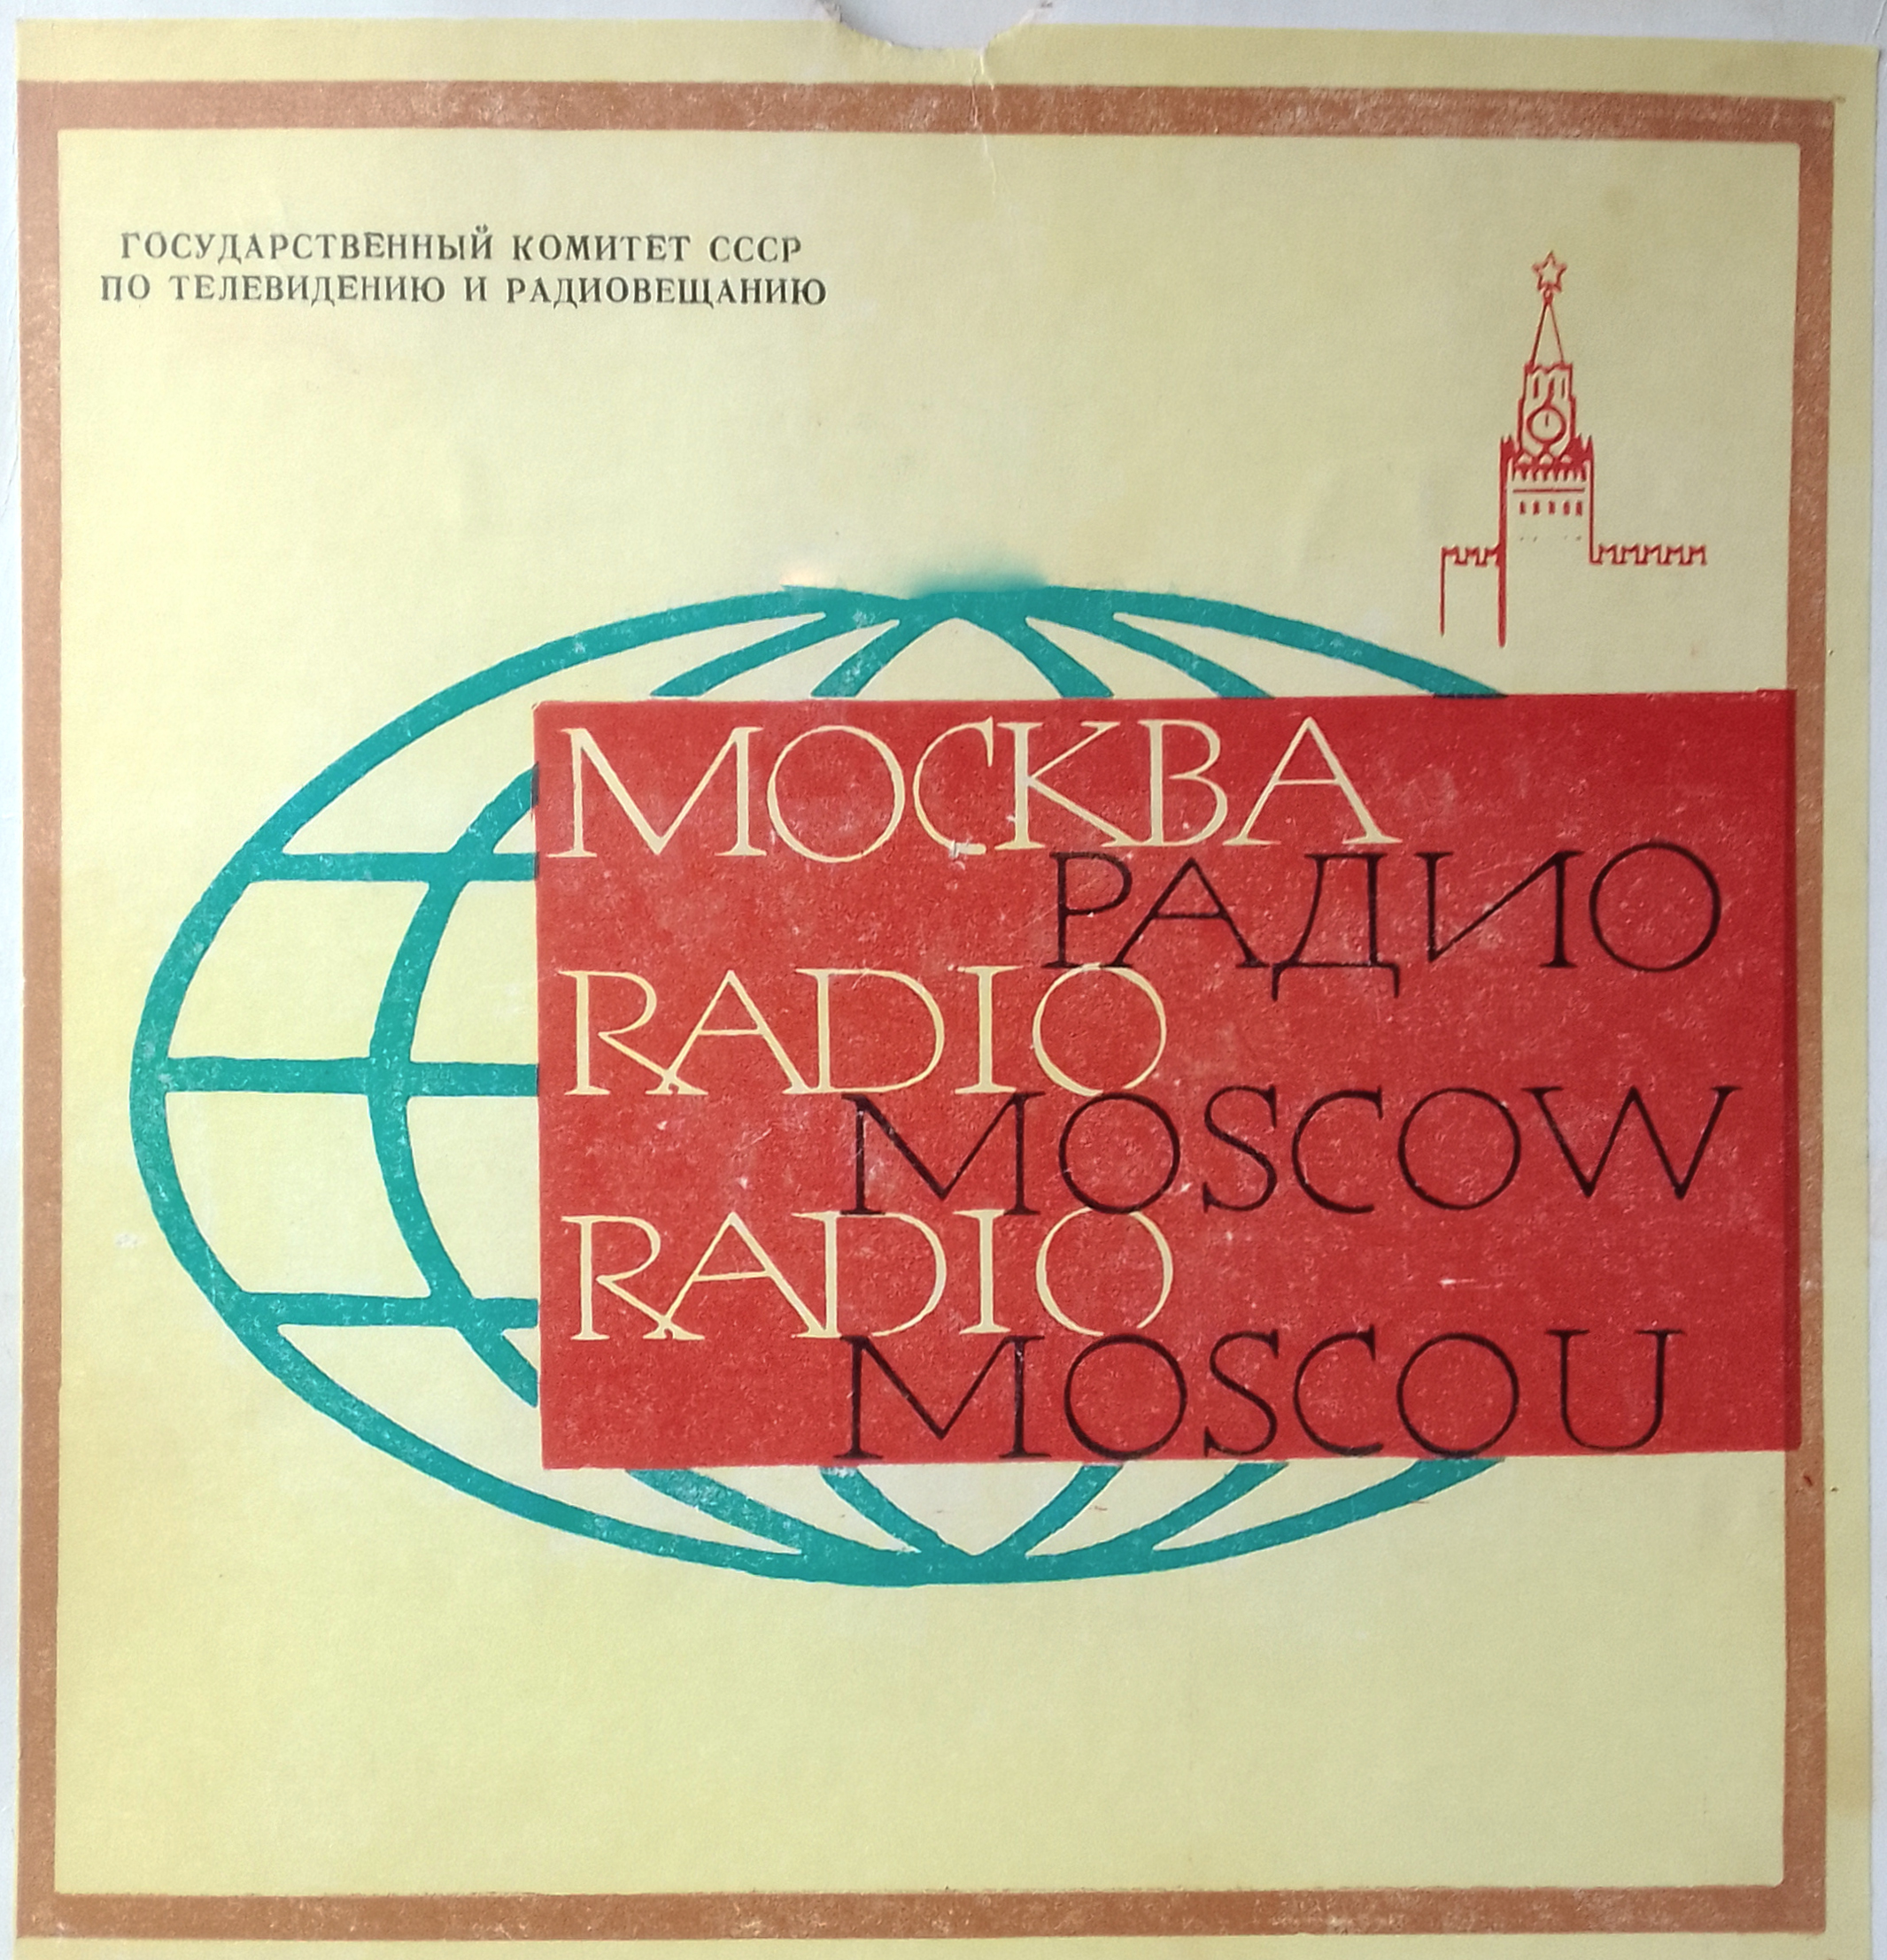 ГОСУДАРСТВЕННЫЙ КОМИТЕТ СССР
ПО ТЕЛЕВИДЕНИЮ И РАДИОВЕЩАНИЮ
МОСКВА
РАДИО
RADIO
MOSCOW
RADIO
MOSCOU